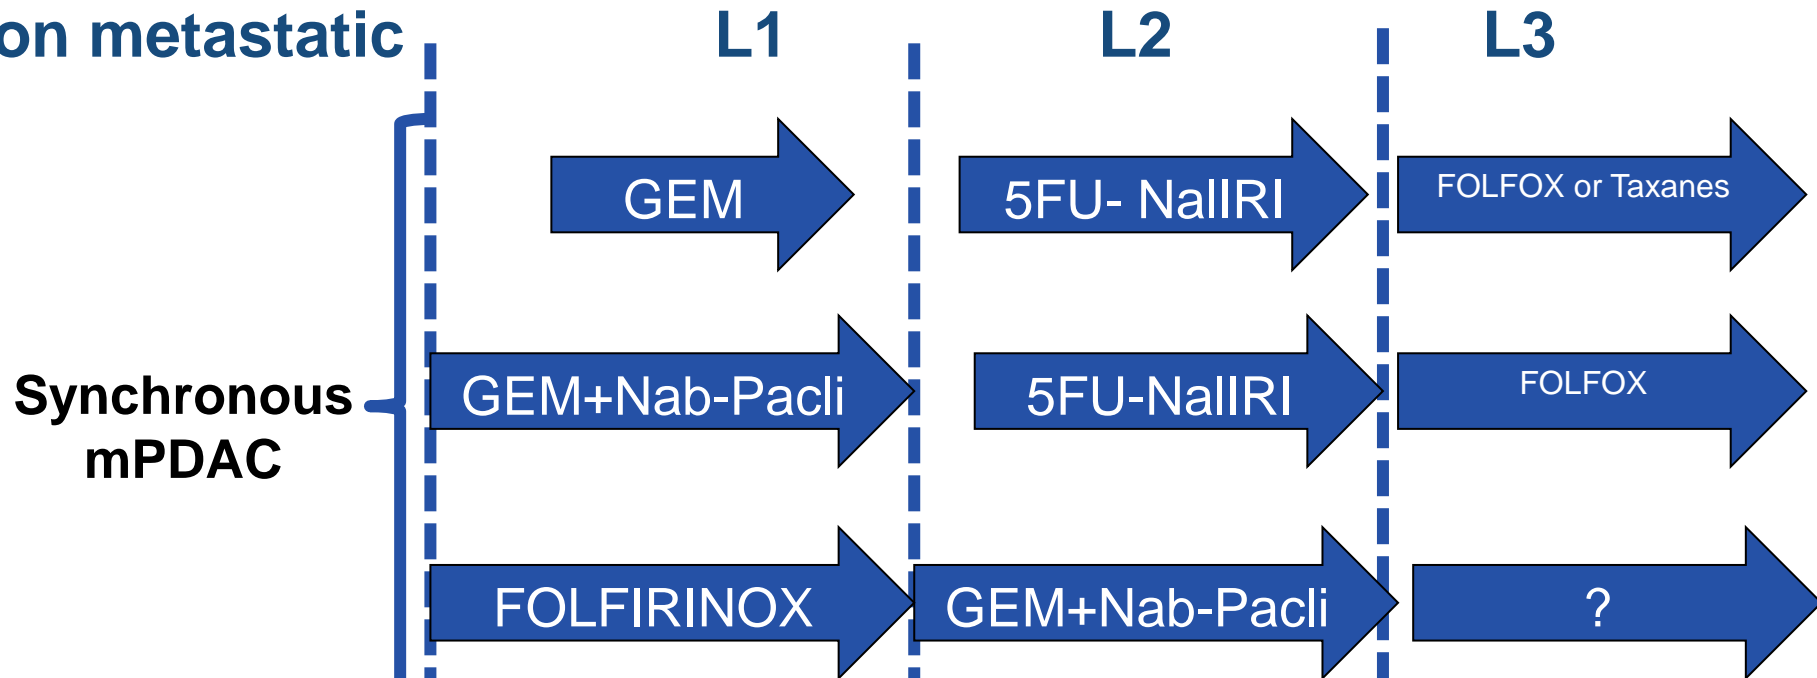 on metastatic
L1
L2
L3
GEM
5FU- NalIRI
FOLFOX or Taxanes
Synchronous
mPDAC
GEM+Nab-Pacli
5FU-NalIRI
FOLFOX
FOLFIRINOX
GEM+Nab-Pacli
?